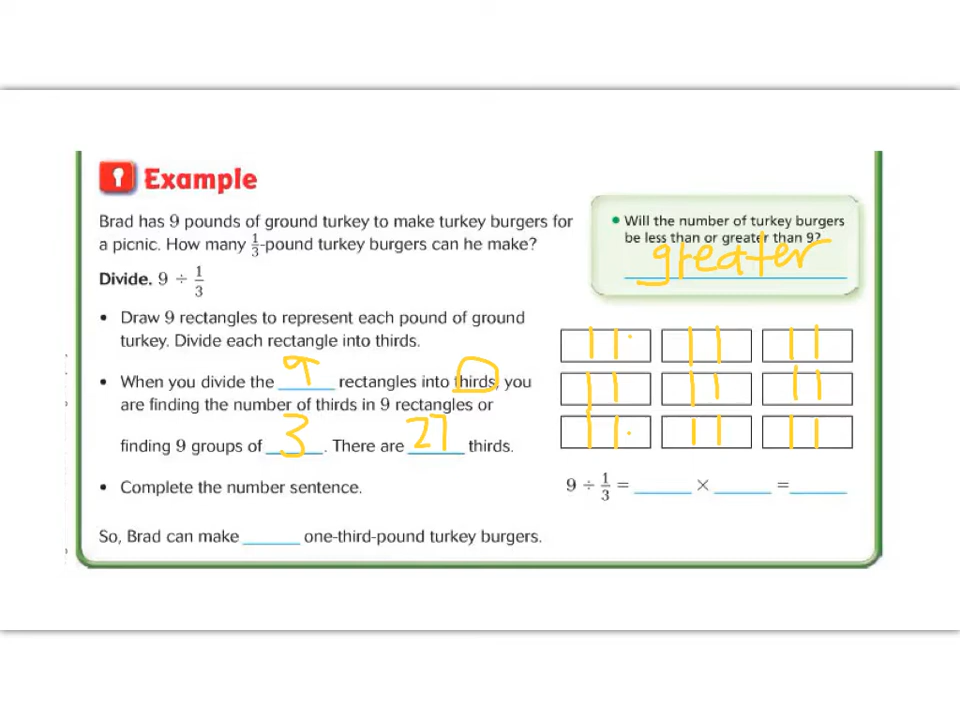 Example
Brad has 9 pounds of ground turkey to make turkey burgers for
a picnic. How many 1/3-pound turkey burgers can he make?
Divide. 9 ÷ 1/3
• Draw 9 rectangles to represent each pound of ground
turkey. Divide each rectangle into thirds.
• When you divide the 9 rectangles into thirds, you
are finding the number of thirds in 9 rectangles or
finding 9 groups of 3. There are 27 thirds.
• Complete the number sentence.
So, Brad can make ______ one-third-pound turkey burgers.
• Will the number of turkey burgers
be less than or greater than 9?
greater
9 ÷ 1/3 = ______ × ______ = ______